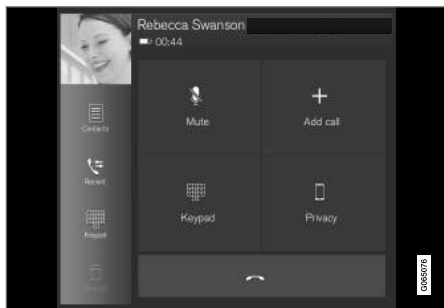 Rebecca Swanson
00:44
Contacts
Mute
Add call
Recent
Keypad
Keypad
Privacy
G065076